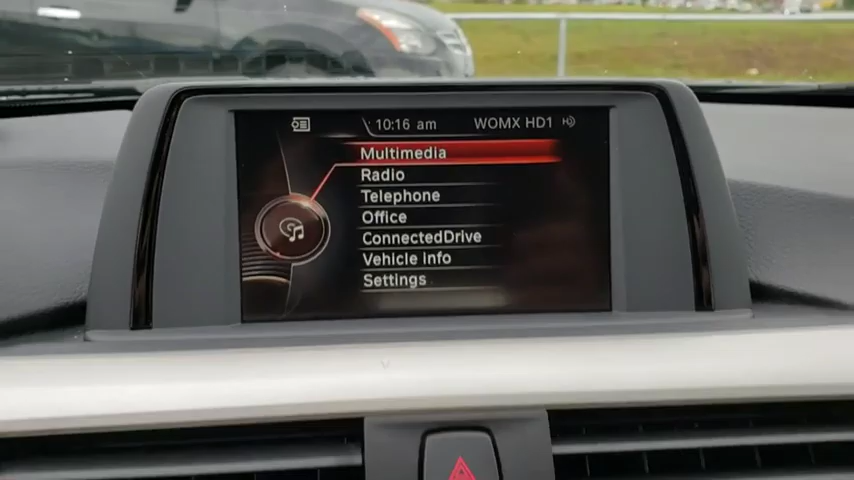 10:16 am WOMX HD1
Multimedia
Radio
Telephone
Office
ConnectedDrive
Vehicle info
Settings